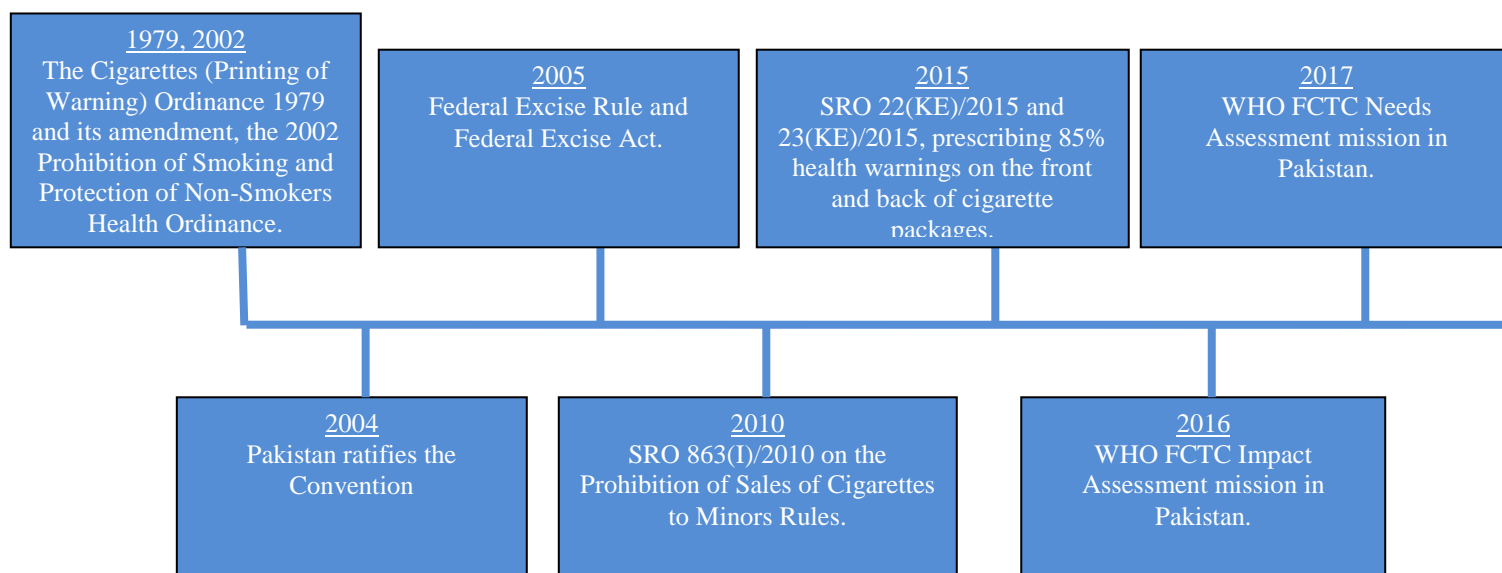 1979, 2002
The Cigarettes (Printing of
Warning) Ordinance 1979
and its amendment, the 2002
Prohibition of Smoking and
Protection of Non-Smokers
Health Ordinance.
2005
Federal Excise Rule and
Federal Excise Act.
2015
SRO 22(KE)/2015 and
23(KE)/2015, prescribing 85%
health warnings on the front
and back of cigarette
packages.
2017
WHO FCTC Needs
Assessment mission in
Pakistan.
2004
Pakistan ratifies the
Convention
2010
SRO 863(I)/2010 on the
Prohibition of Sales of Cigarettes
to Minors Rules.
2016
WHO FCTC Impact
Assessment mission in
Pakistan.